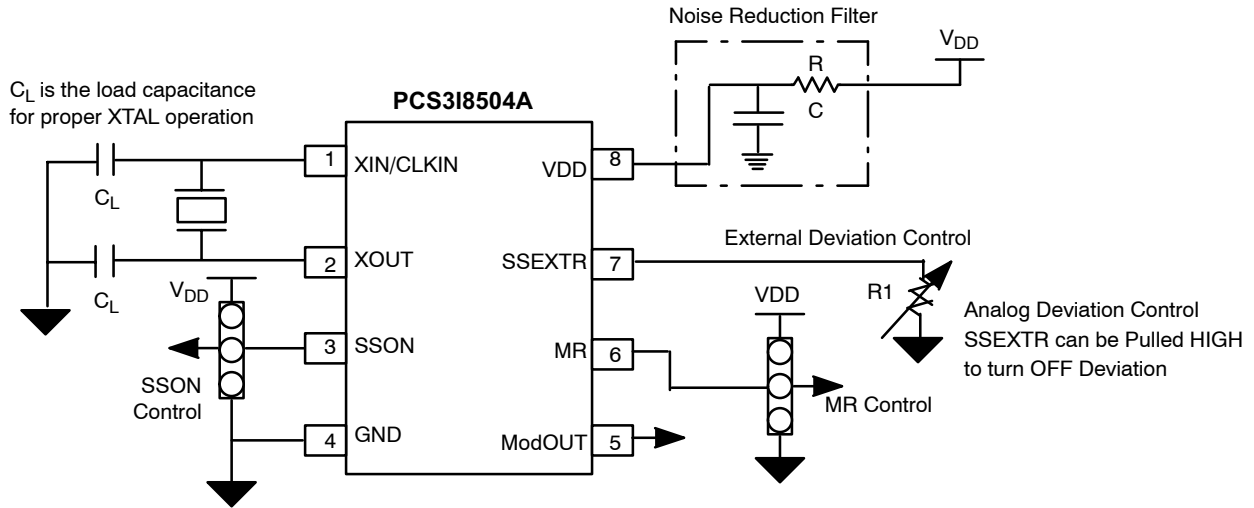 Noise Reduction Filter
VDD
R
C
CL is the load capacitance
for proper XTAL operation
PCS3I8504A
1
XIN/CLKIN
VDD
8
CL
External Deviation Control
2
XOUT
SSEXTR
7
CL
VDD
R1
VDD
Analog Deviation Control
SSEXTR can be Pulled HIGH
to turn OFF Deviation
3
SSON
MR
6
SSON
Control
MR Control
4
GND
ModOUT
5